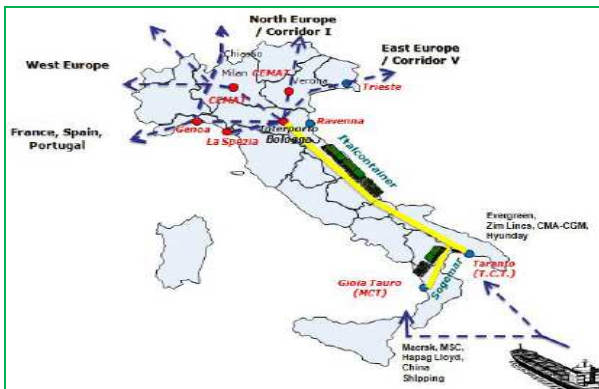 North Europe
/ Corridor I
East Europe
/ Corridor V
Chiasso
West Europe
Milan
CEMAT
Verona
Trieste
CEMAT
France, Spain,
Portugal
Genoa
La Spezia
Interporto
Bologna
Ravenna
Italcontainer
Evergreen,
Zim Lines, CMA-CGM,
Hyunday
Taranto
(T.C.T.)
Gioia Tauro
(MCT)
Sogemar
Maersk, MSC,
Hapag Lloyd,
China
Shipping